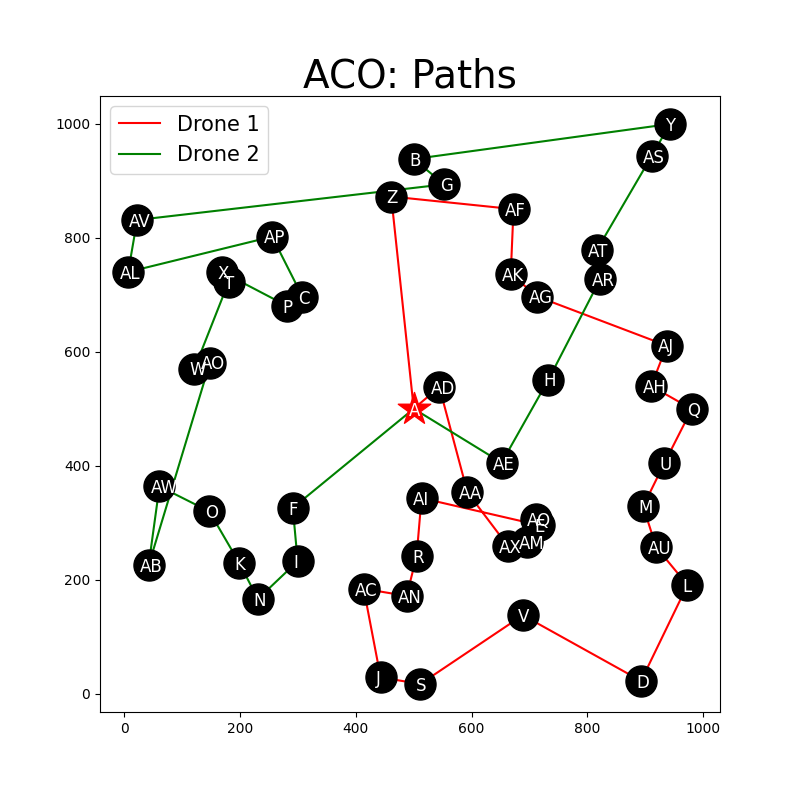 ACO: Paths
Drone 1
Drone 2
1000
800
600
400
200
0
0
200
400
600
800
1000
Y
B
AS
G
Z
AF
AV
AP
AT
X
AL
AK
AR
T
C
AG
P
AJ
AO
W
H
AD
AH
A
Q
AE
U
AW
AA
AI
F
M
O
AQ
E
AX
AM
AU
R
K
I
AB
L
AC
AN
N
V
J
S
D